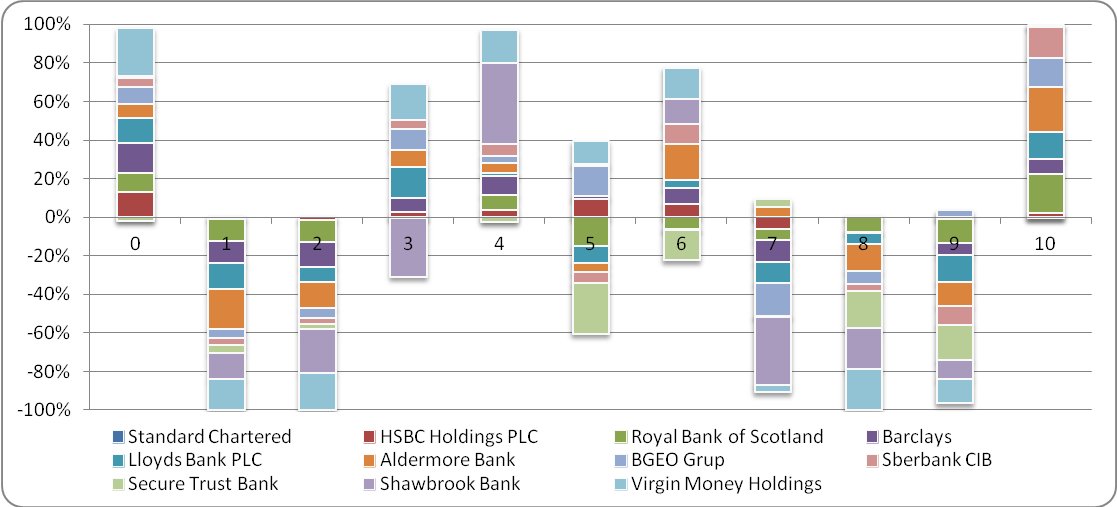 100%
80%
60%
40%
20%
0%
-20%
-40%
-60%
-80%
-100%
0 1 2 3 4 5 6 7 8 9 10
Standard Chartered HSBC Holdings PLC Royal Bank of Scotland Barclays
Lloyds Bank PLC Aldermore Bank BGEO Grup Sberbank CIB
Secure Trust Bank Shawbrook Bank Virgin Money Holdings